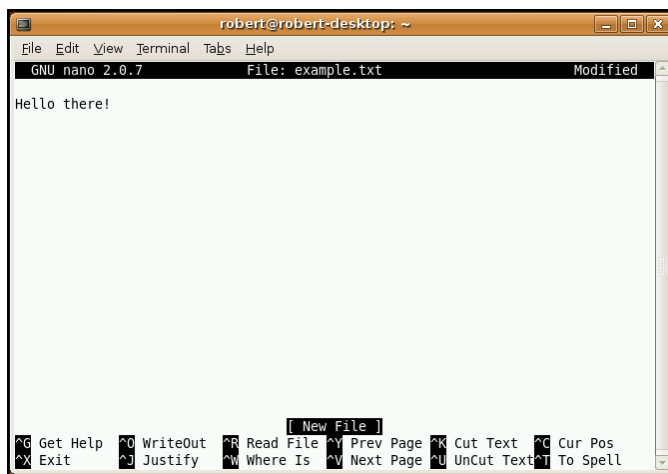 robert@robert-desktop: ~
File Edit View Terminal Tabs Help
GNU nano 2.0.7 File: example.txt Modified
Hello there!
[ New File ]
^G Get Help ^O WriteOut ^R Read File ^Y Prev Page ^K Cut Text ^C Cur Pos
^X Exit ^J Justify ^W Where Is ^V Next Page ^U UnCut Text ^T To Spell